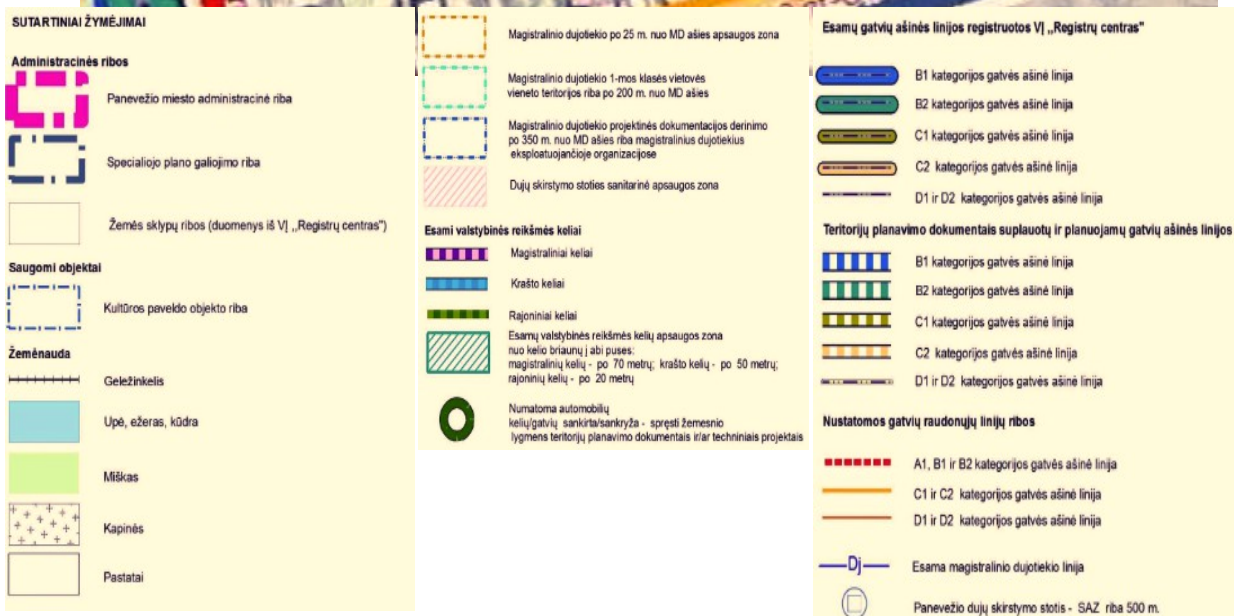 SUTARTINIAI ŽYMĖJIMAI
Administracinės ribos
Panevėžio miesto administracinė riba
Specialiojo plano galiojimo riba
Žemės sklypų ribos (duomenys iš VĮ ,,Registrų centras")
Saugomi objektai
Kultūros paveldo objekto riba
Žemėnauda
Geležinkelis
Upė, ežeras, kūdra
Miškas
Kapinės
Pastatai
Magistralinio dujotiekio po 25 m. nuo MD ašies apsaugos zona
Magistralinio dujotiekio 1-mos klasės vietovės
vieneto teritorijos riba po 200 m. nuo MD ašies
Magistralinio dujotiekio projektinės dokumentacijos derinimo
po 350 m. nuo MD ašies riba magistralinius dujotiekius
eksploatuojančioje organizacijose
Dujų skirstymo stoties sanitarinė apsaugos zona
Esami valstybinės reikšmės keliai
Magistraliniai keliai
Krašto keliai
Rajoniniai keliai
Esamų valstybinės reikšmės kelių apsaugos zona
nuo kelio briaunų į abi puses:
magistralinių kelių - po 70 metrų; krašto kelių - po 50 metrų;
rajoninių kelių - po 20 metrų
Numatoma automobilių
kelių/gatvių sankirta/sankryža - spręsti žemesnio
lygmens teritorjų planavimo dokumentais ir/ar techniniais projektais
Esamų gatvių ašinės linijos registruotos VĮ ,,Registrų centras"
B1 kategorijos gatvės ašinė linija
B2 kategorijos gatvės ašinė linija
C1 kategorijos gatvės ašinė linija
C2 kategorijos gatvės ašinė linija
D1 ir D2 kategorijos gatvės ašinė linija
Teritorijų planavimo dokumentais suplauotų ir planuojamų gatvių ašinės linijos
B1 kategorijos gatvės ašinė linija
B2 kategorijos gatvės ašinė linija
C1 kategorijos gatvės ašinė linija
C2 kategorijos gatvės ašinė linija
D1 ir D2 kategorijos gatvės ašinė linija
Nustatomos gatvių raudonųjų linijų ribos
A1, B1 ir B2 kategorijos gatvės ašinė linija
C1 ir C2 kategorijos gatvės ašinė linija
D1 ir D2 kategorijos gatvės ašinė linija
Dj Esama magistralinio dujotiekio linija
Panevėžio dujų skirstymo stotis - SAZ riba 500 m.